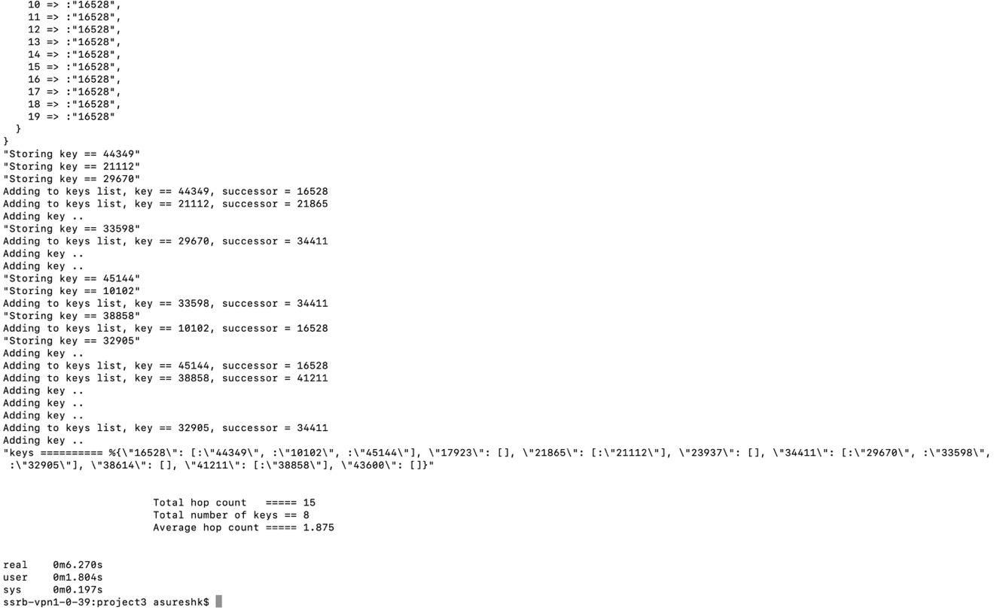 10 => :"16528",
11 => :"16528",
12 => :"16528",
13 => :"16528",
14 => :"16528",
15 => :"16528",
16 => :"16528",
17 => :"16528",
18 => :"16528",
19 => :"16528"
}
}
"Storing key == 44349"
"Storing key == 21112"
"Storing key == 29670"
Adding to keys list, key == 44349, successor = 16528
Adding to keys list, key == 21112, successor = 21865
Adding key ..
"Storing key == 33598"
Adding to keys list, key == 29670, successor = 34411
Adding key ..
Adding key ..
"Storing key == 45144"
"Storing key == 10102"
Adding to keys list, key == 33598, successor = 34411
"Storing key == 38858"
Adding to keys list, key == 10102, successor = 16528
"Storing key == 32905"
Adding key ..
Adding to keys list, key == 45144, successor = 16528
Adding to keys list, key == 38858, successor = 41211
Adding key ..
Adding key ..
Adding key ..
Adding to keys list, key == 32905, successor = 34411
Adding key ..
"keys ========== %{\"16528\": [:\"44349\", :\"10102\", :\"45144\"], \"17923\": [], \"21865\": [:\"21112\"], \"23937\": [], \"34411\": [:\"29670\", :\"33598\",
:\"32905\"], \"38614\": [], \"41211\": [:\"38858\"], \"43600\": []}"
Total hop count ===== 15
Total number of keys == 8
Average hop count ===== 1.875
real 0m6.270s
user 0m1.804s
sys 0m0.197s
ssrb-vpn1-0-39:project3 asureshk$